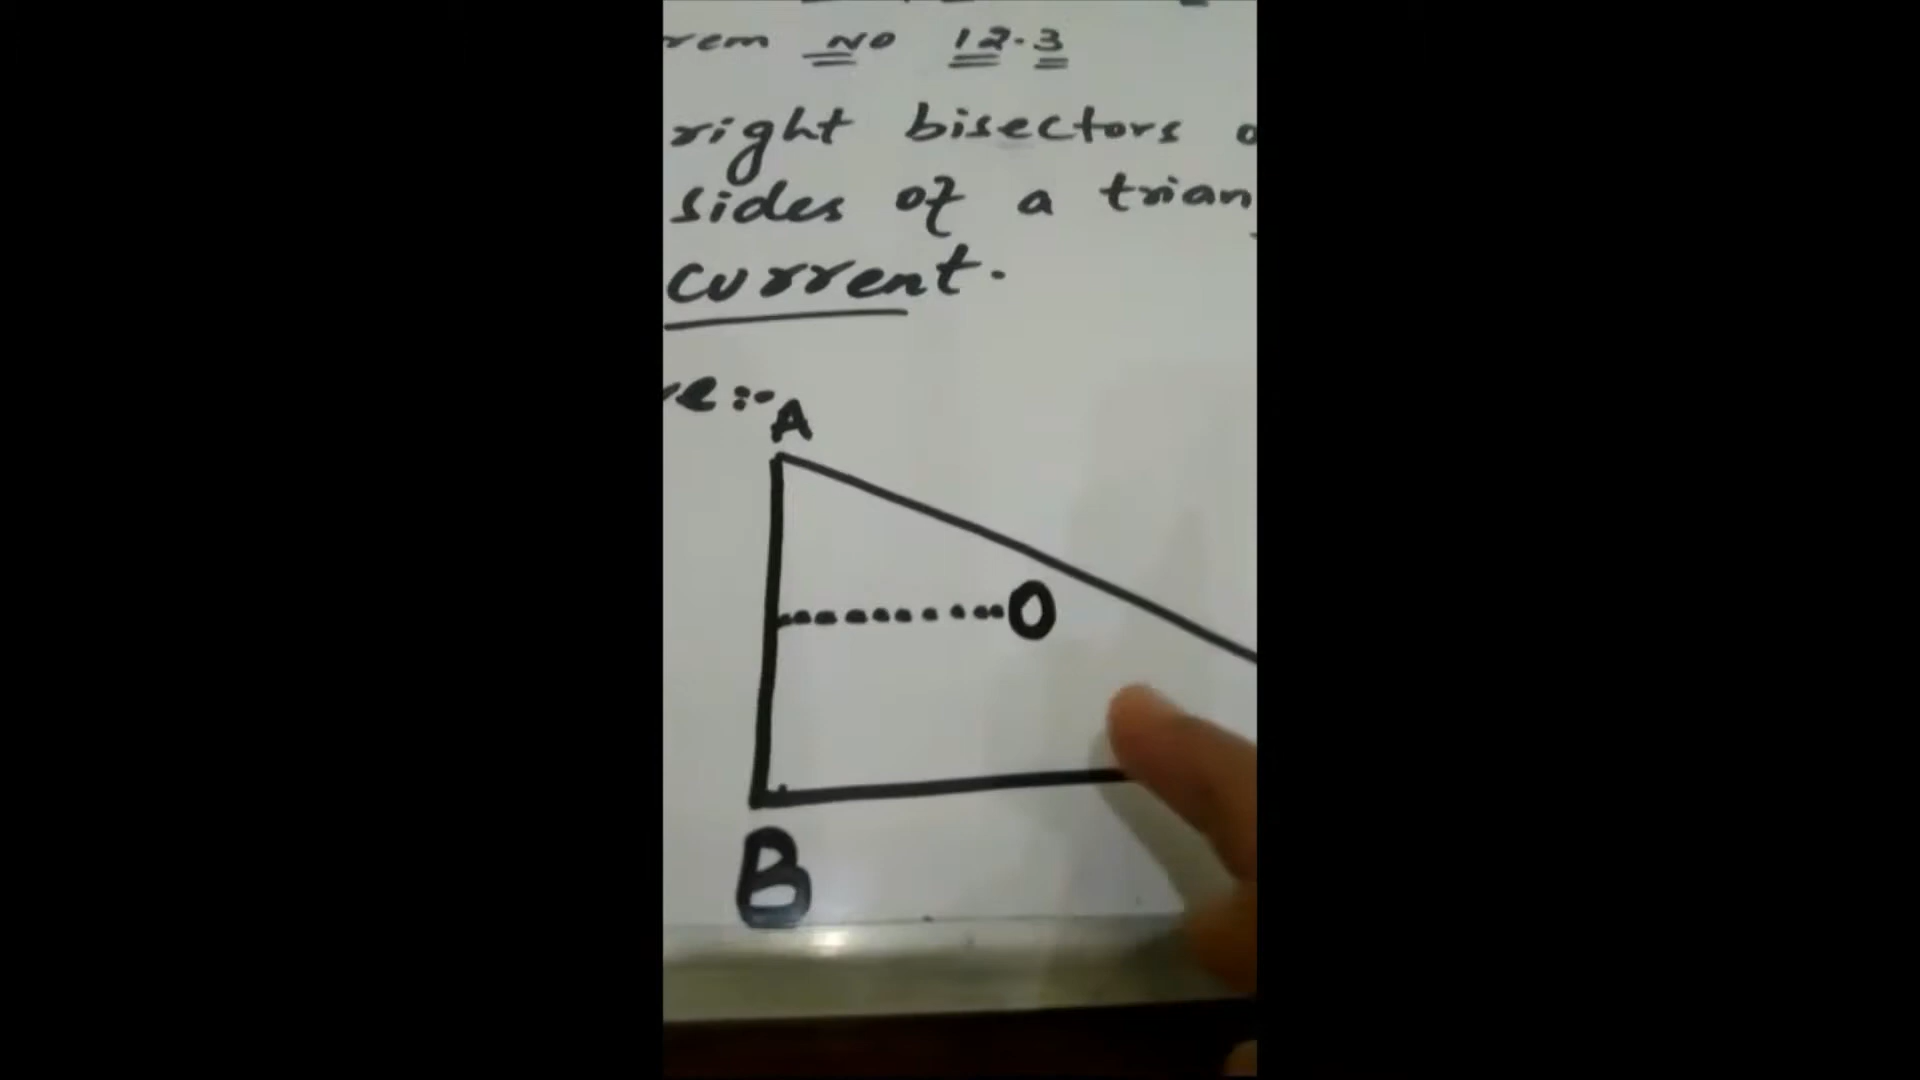 rem No 12.3
right bisectors o
sides of a trian
current.
e :-
A
O
B